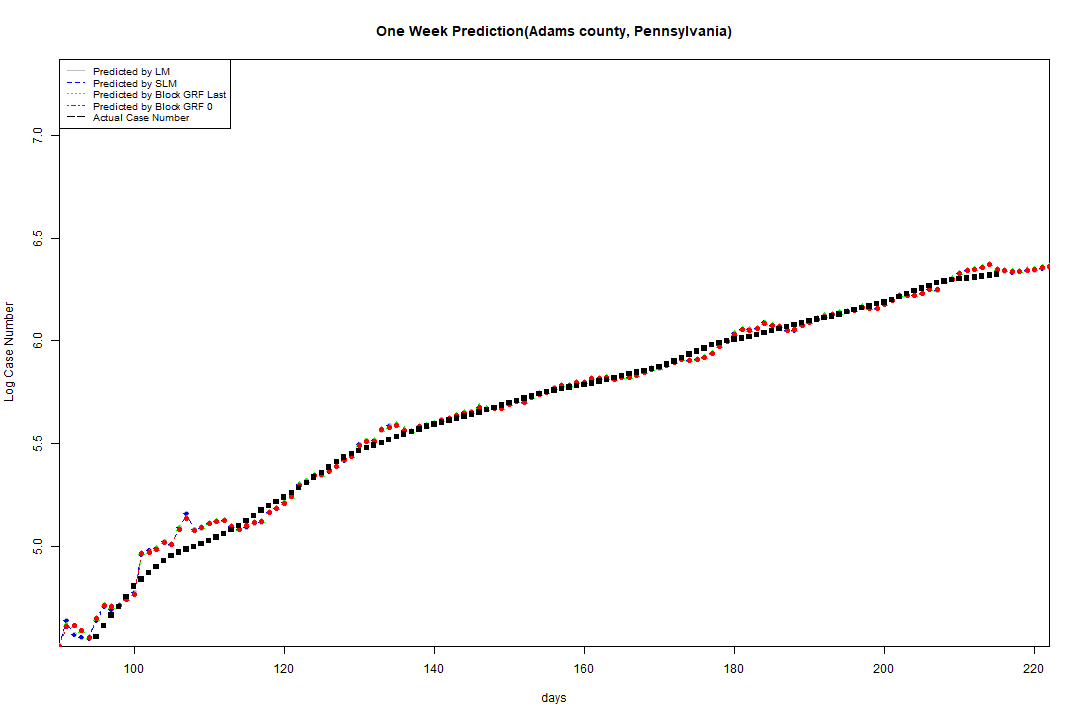 One Week Prediction(Adams county, Pennsylvania)
Predicted by LM
Predicted by SLM
Predicted by Block GRF Last
Predicted by Block GRF 0
Actual Case Number
7.0
6.5
6.0
5.5
5.0
Log Case Number
100 120 140 160 180 200 220
days